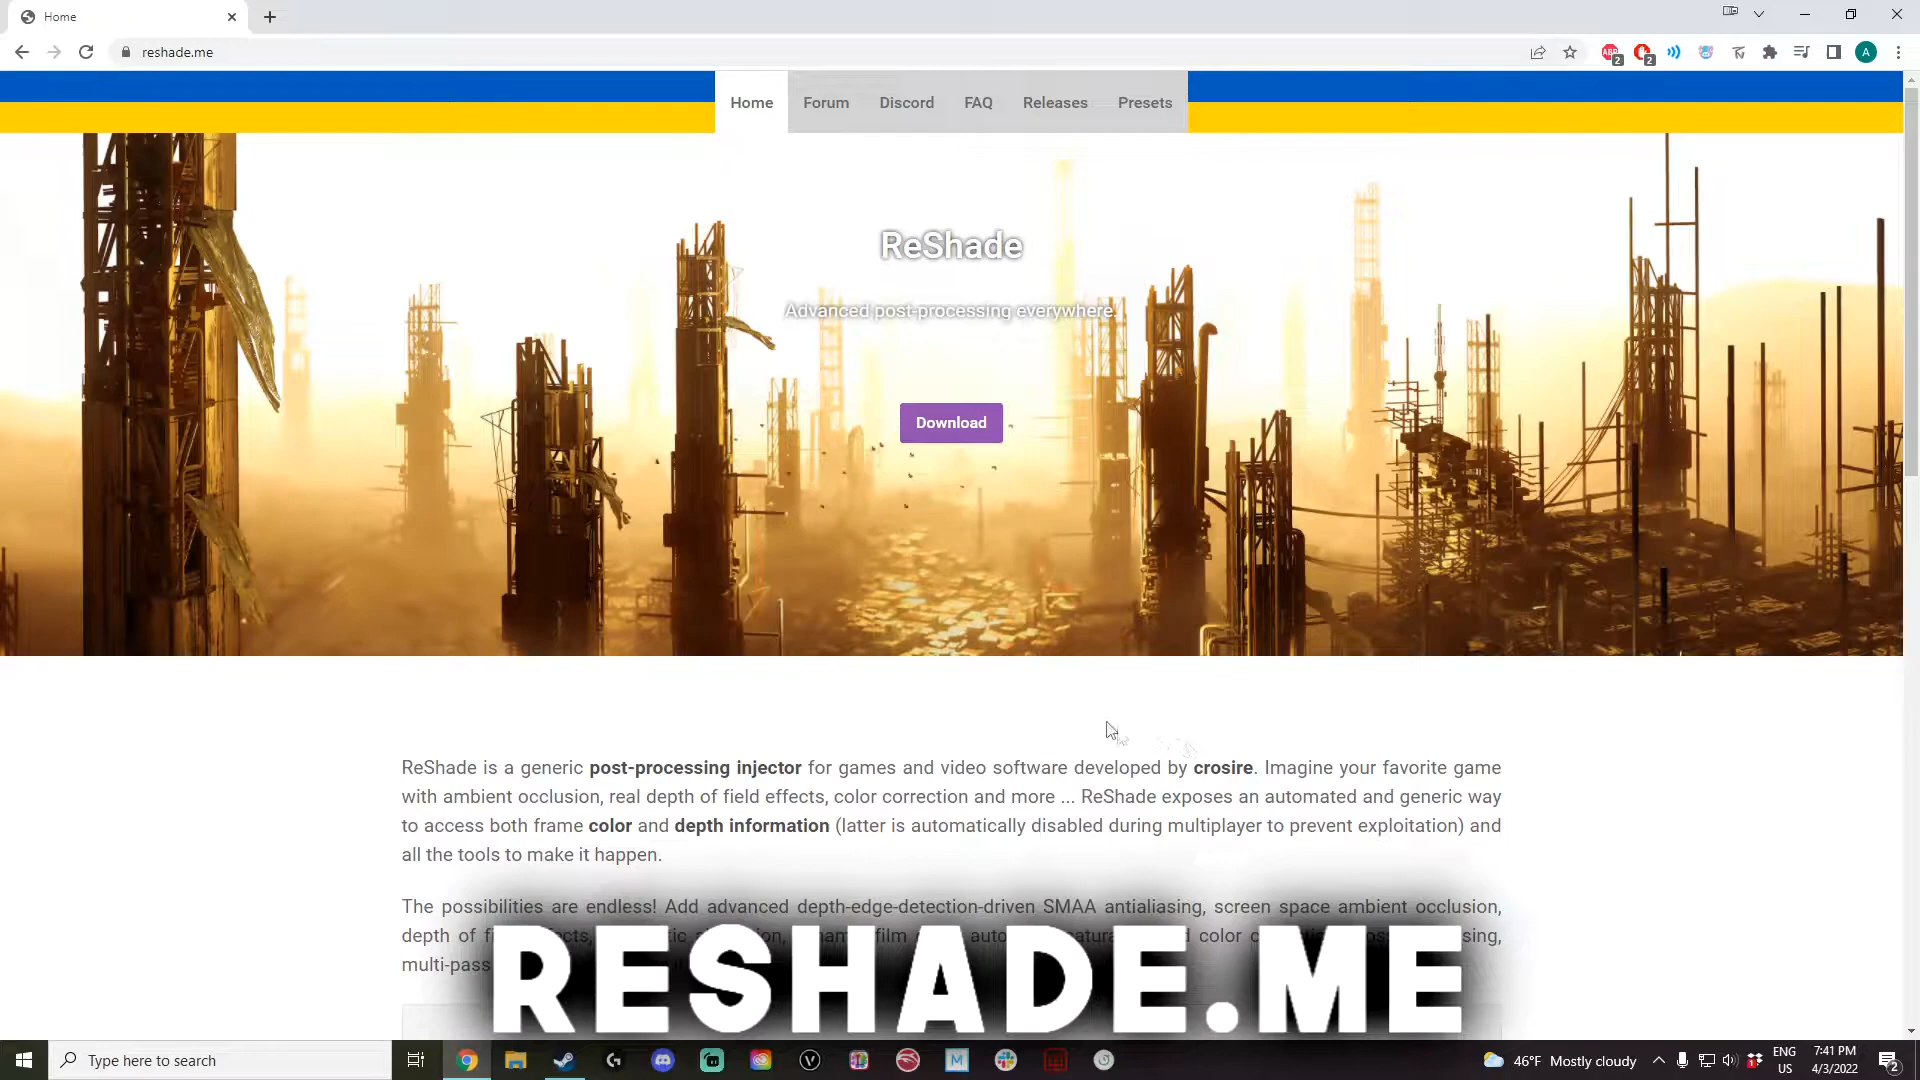 Home
reshade.me
Home Forum Discord FAQ Releases Presets
ReShade
Advanced post-processing everywhere.
Download
ReShade is a generic post-processing injector for games and video software developed by crosire. Imagine your favorite game
with ambient occlusion, real depth of field effects, color correction and more ... ReShade exposes an automated and generic way
to access both frame color and depth information (latter is automatically disabled during multiplayer to prevent exploitation) and
all the tools to make it happen.
The possibilities are endless! Add advanced depth-edge-detection-driven SMAA antialiasing, screen space ambient occlusion,
depth of
multi-pass
RESHADE.ME
Type here to search
46°F Mostly cloudy
ENG
US
7:41 PM
4/3/2022
2